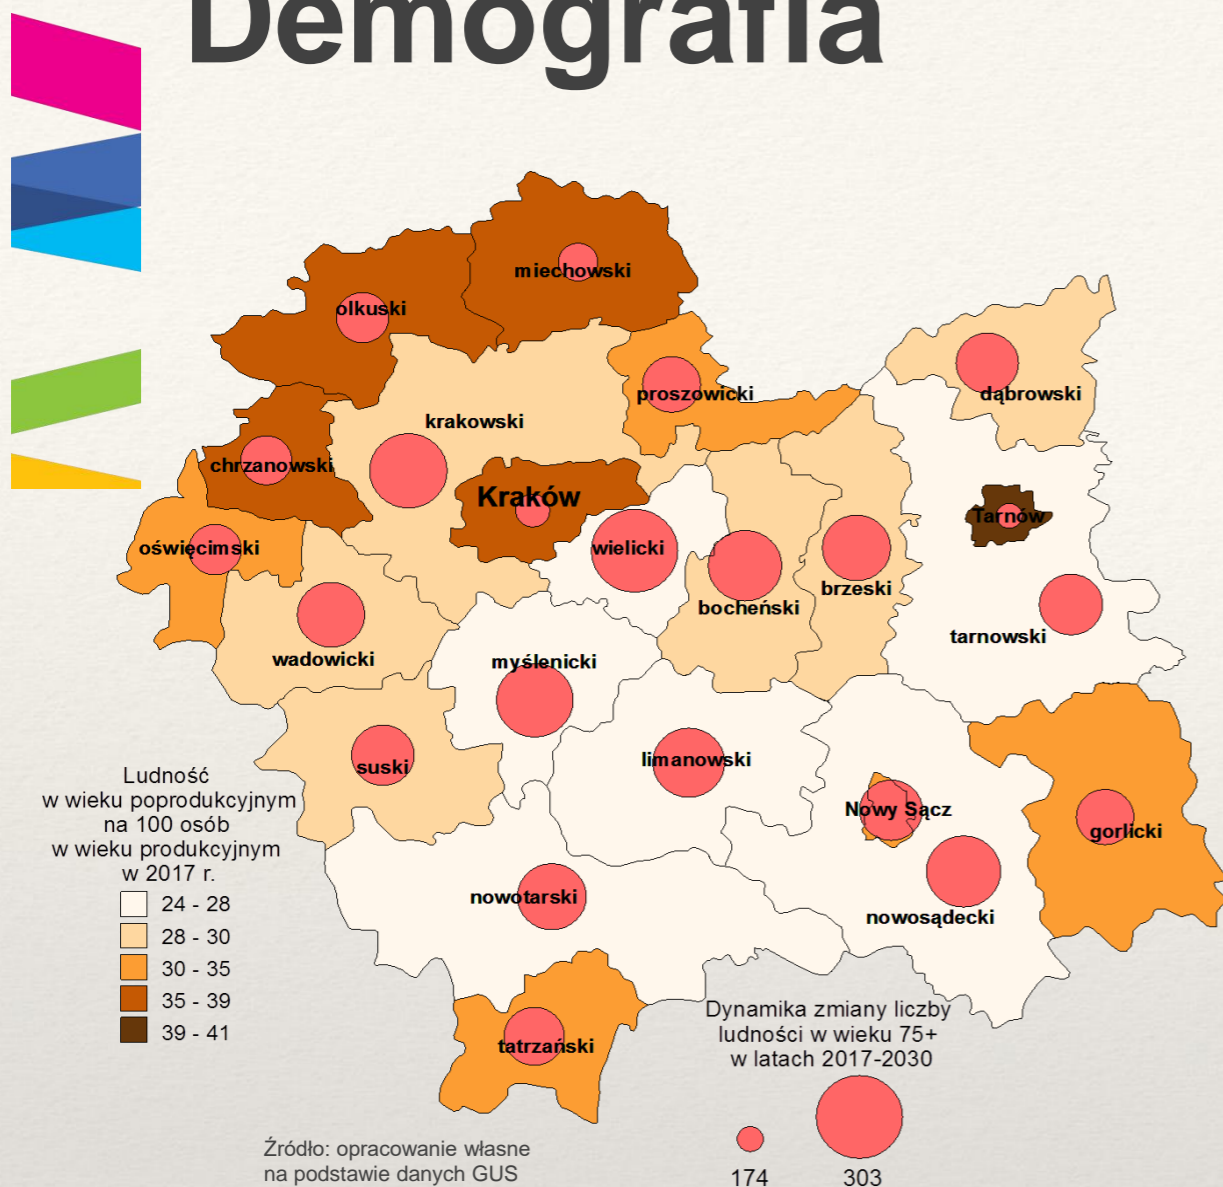 Demografia
miechowski
olkuski
proszowicki
dąbrowski
krakowski
chrzanowski
Kraków
Tarnów
oświęcimski
wielicki
brzeski
bocheński
tarnowski
wadowicki
myślenicki
limanowski
suski
Nowy Sącz
gorlicki
nowotarski
nowosądecki
tatrzański
Ludność
w wieku poprodukcyjnym
na 100 osób
w wieku produkcyjnym
w 2017 r.
24 - 28
28 - 30
30 - 35
35 - 39
39 - 41
Dynamika zmiany liczby
ludności w wieku 75+
w latach 2017-2030
174 303
Źródło: opracowanie własne
na podstawie danych GUS